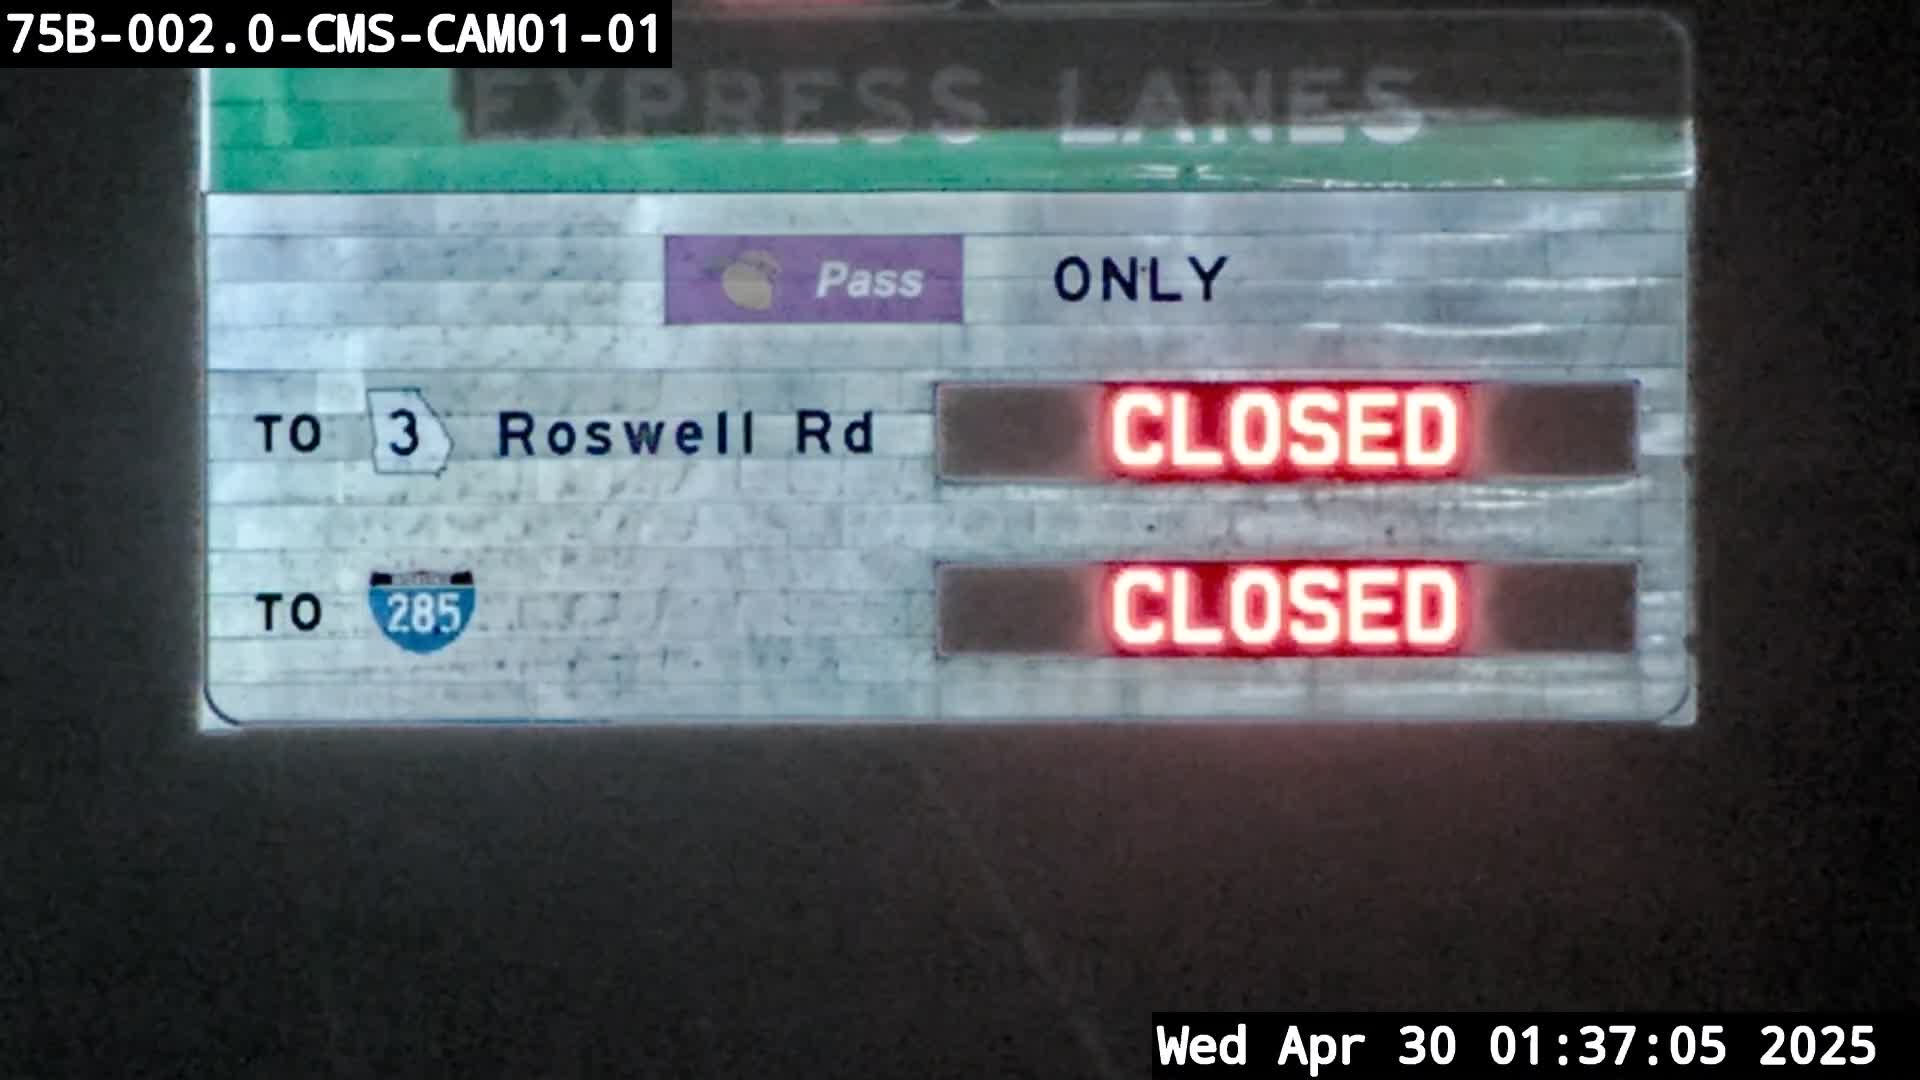 75B-002.0-CMS-CAM01-01
EXPRESS LANES
Pass ONLY
TO 3 Roswell Rd CLOSED
TO 285 CLOSED
Wed Apr 30 01:37:05 2025